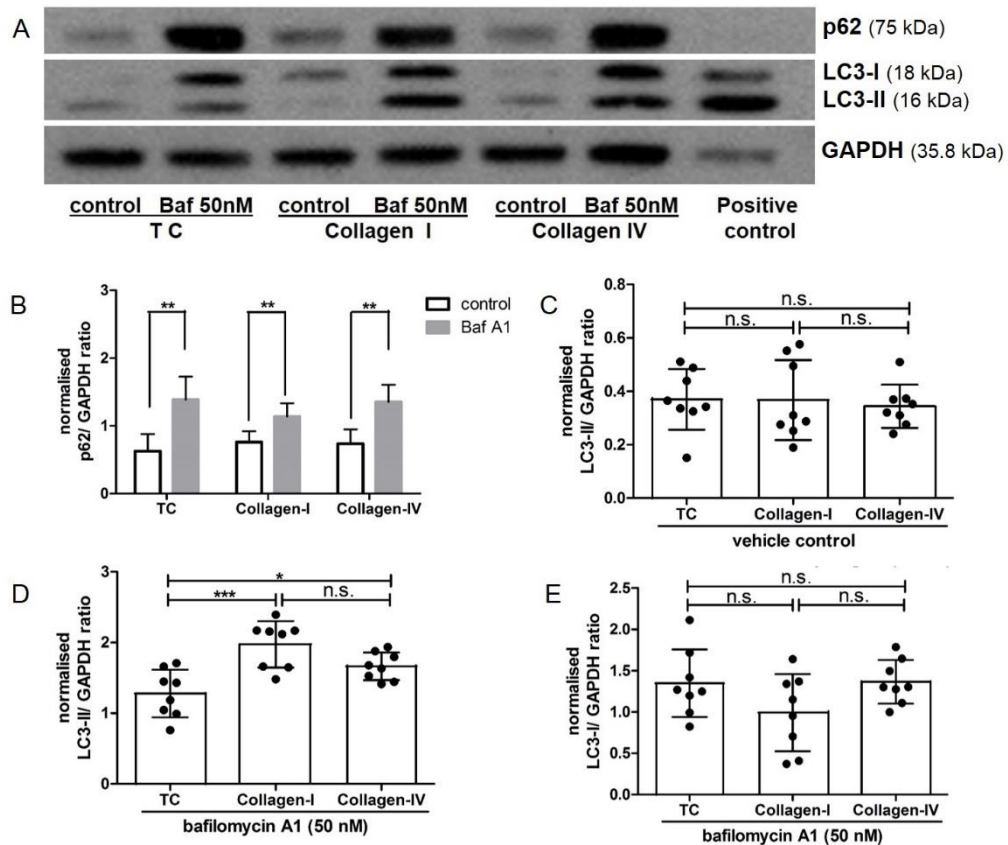 A
p62 (75 kDa)
LC3-I (18 kDa)
LC3-II (16 kDa)
GAPDH (35.8 kDa)
control Baf 50nM control Baf 50nM control Baf 50nM Positive
T C Collagen I Collagen IV control
B
normalised
p62/ GAPDH ratio
3
2
1
0
** ** **
control
Baf A1
TC Collagen-I Collagen-IV
C
normalised
LC3-II/ GAPDH ratio
0.8
0.6
0.4
0.2
0.0
n.s.
n.s. n.s.
TC Collagen-I Collagen-IV
vehicle control
D
normalised
LC3-II/ GAPDH ratio
3
2
1
0
*
*** n.s.
TC Collagen-I Collagen-IV
bafilomycin A1 (50 nM)
E
normalised
LC3-I/ GAPDH ratio
2.5
2.0
1.5
1.0
0.5
0.0
n.s.
n.s. n.s.
TC Collagen-I Collagen-IV
bafilomycin A1 (50 nM)